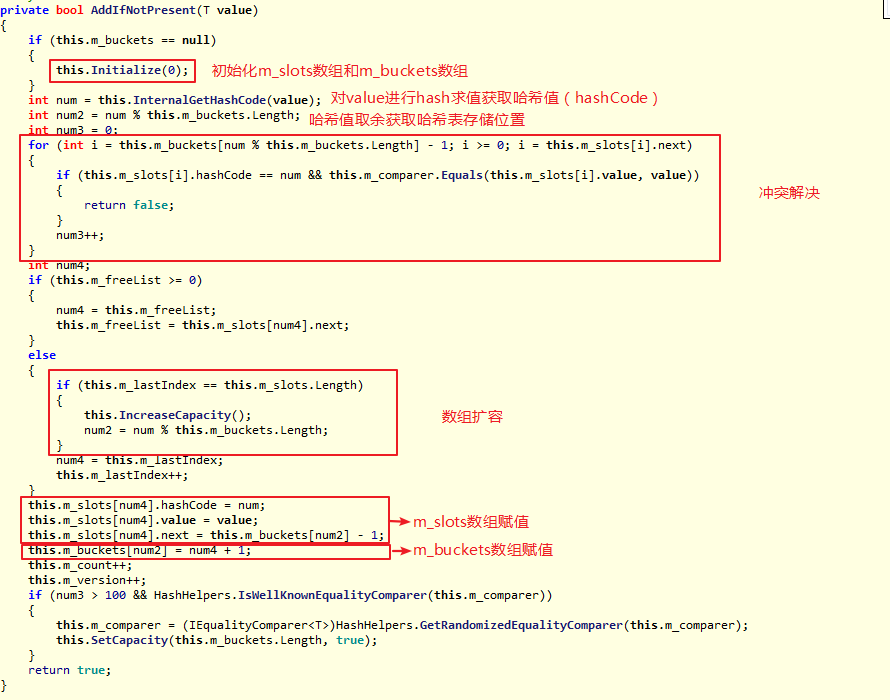 private bool AddIfNotPresent(T value)
{
if (this.m_buckets == null)
{
this.Initialize(0); 初始化m_slots数组和m_buckets数组
}
int num = this.InternalGetHashCode(value); 对value进行hash求值获取哈希值（hashCode）
int num2 = num % this.m_buckets.Length; 哈希值取余获取哈希表存储位置
int num3 = 0;
for (int i = this.m_buckets[num % this.m_buckets.Length] - 1; i >= 0; i = this.m_slots[i].next)
{
if (this.m_slots[i].hashCode == num && this.m_comparer.Equals(this.m_slots[i].value, value))
{ 冲突解决
return false;
}
num3++;
}
int num4;
if (this.m_freeList >= 0)
{
num4 = this.m_freeList;
this.m_freeList = this.m_slots[num4].next;
}
else
{
if (this.m_lastIndex == this.m_slots.Length)
{
this.IncreaseCapacity(); 数组扩容
num2 = num % this.m_buckets.Length;
}
num4 = this.m_lastIndex;
this.m_lastIndex++;
}
this.m_slots[num4].hashCode = num;
this.m_slots[num4].value = value; m_slots数组赋值
this.m_slots[num4].next = this.m_buckets[num2] - 1;
this.m_buckets[num2] = num4 + 1; m_buckets数组赋值
this.m_count++;
this.m_version++;
if (num3 > 100 && HashHelpers.IsWellKnownEqualityComparer(this.m_comparer))
{
this.m_comparer = (IEqualityComparer<T>)HashHelpers.GetRandomizedEqualityComparer(this.m_comparer);
this.SetCapacity(this.m_buckets.Length, true);
}
return true;
}